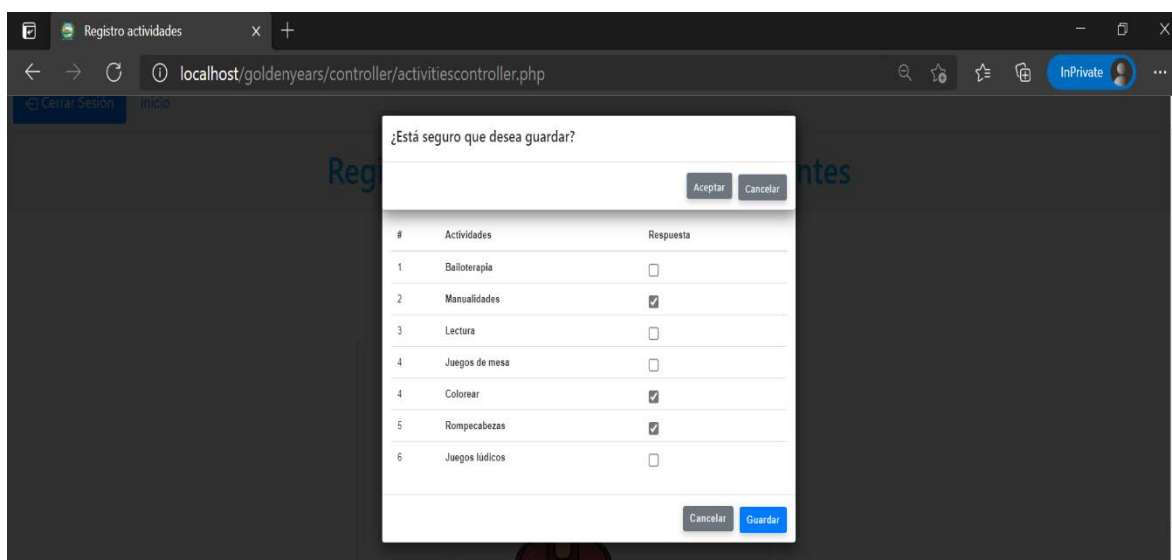 Registro actividades
localhost/goldenyears/controller/activitiescontroller.php
InPrivate
Cerrar Sesión Inicio
¿Está seguro que desea guardar?
Aceptar Cancelar
# Actividades Respuesta
1 Bailoterapia
2 Manualidades
3 Lectura
4 Juegos de mesa
4 Colorear
5 Rompecabezas
6 Juegos lúdicos
Cancelar Guardar